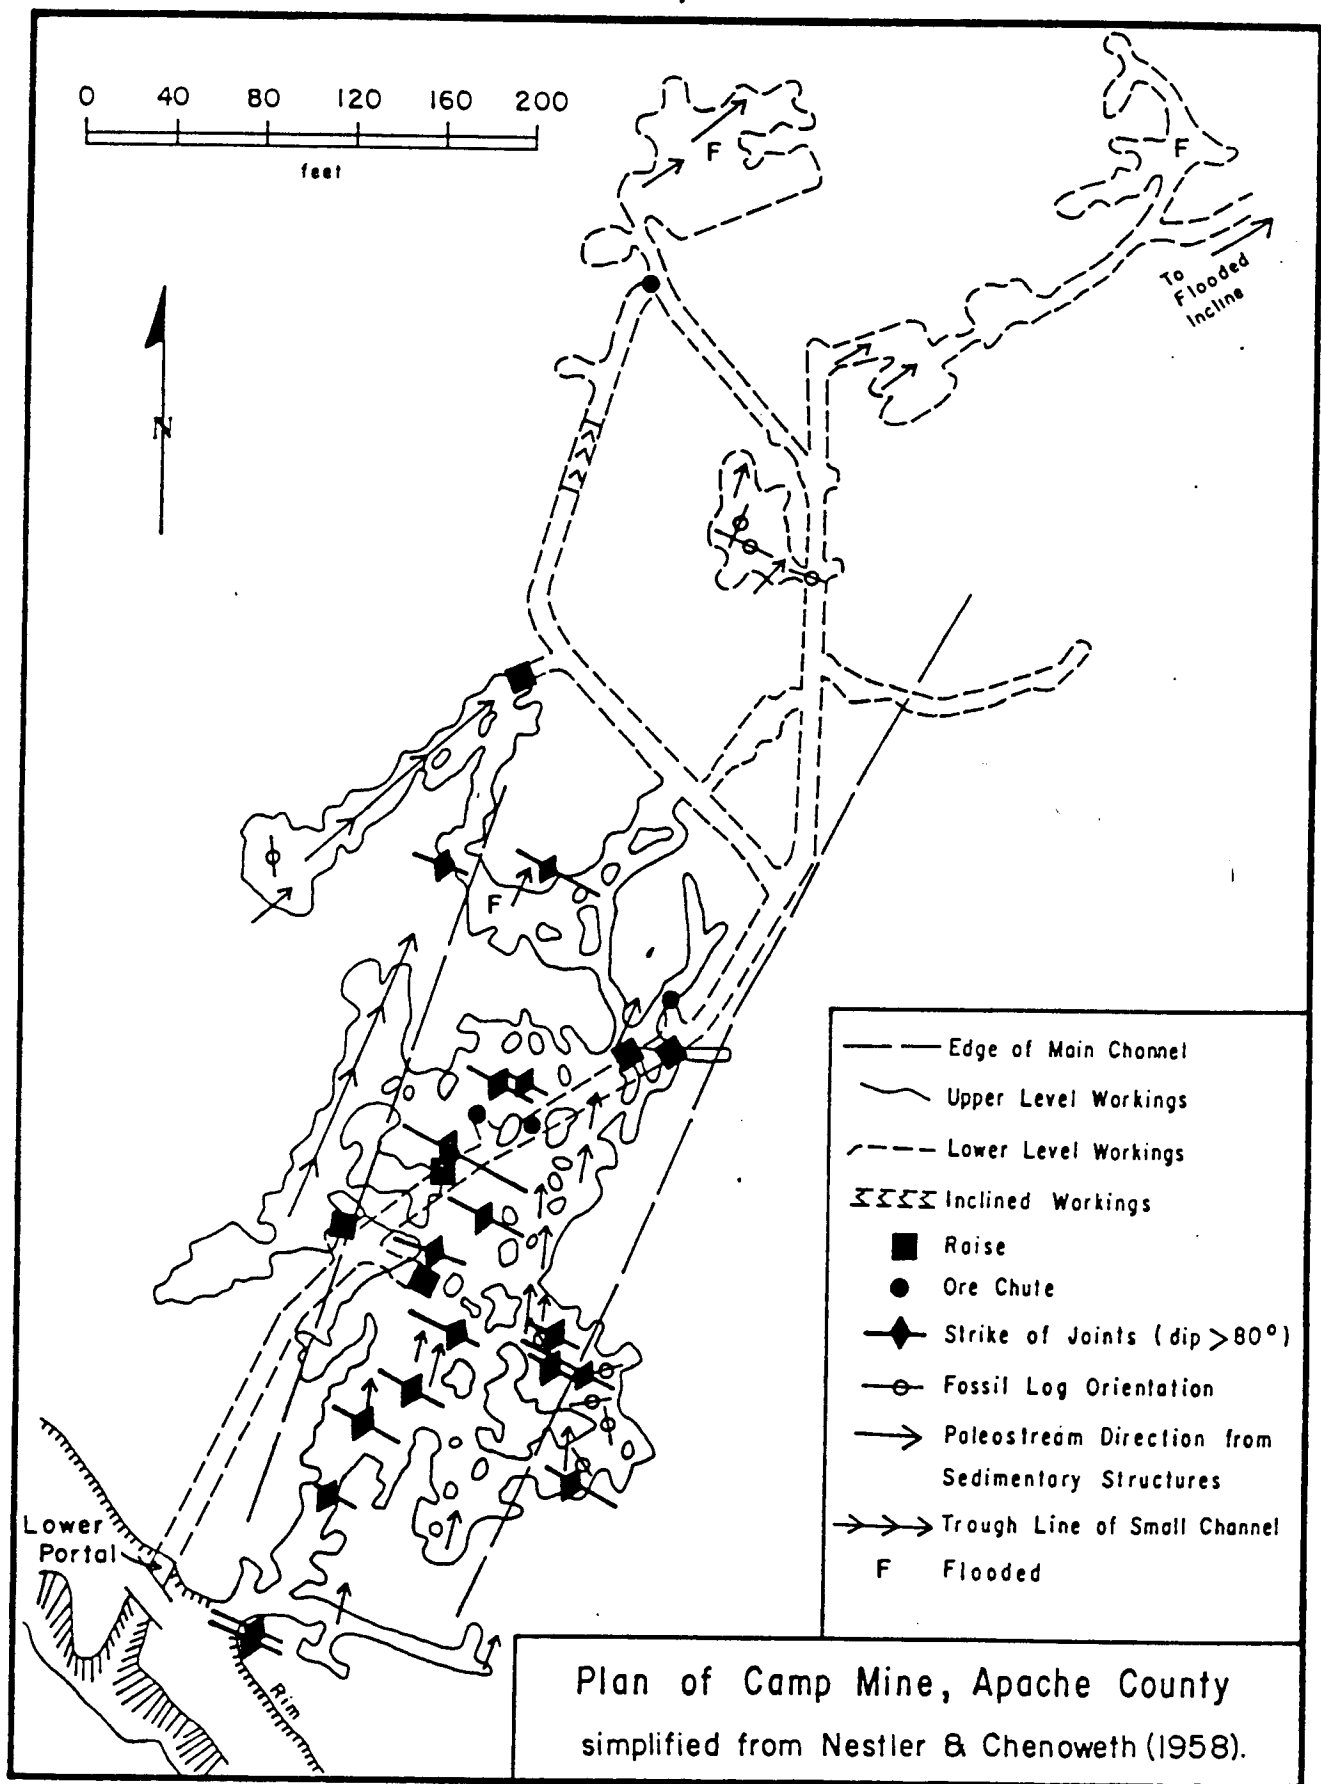 0 40 80 120 160 200
feet
F
F
To
Flooded
Incline
N
F
Edge of Main Channel
Upper Level Workings
Lower Level Workings
Inclined Workings
Raise
Ore Chute
Strike of Joints (dip > 80°)
Fossil Log Orientation
Paleostream Direction from
Sedimentary Structures
Trough Line of Small Channel
F Flooded
Lower
Portal
Rim
Plan of Camp Mine, Apache County
simplified from Nestler & Chenoweth (1958).